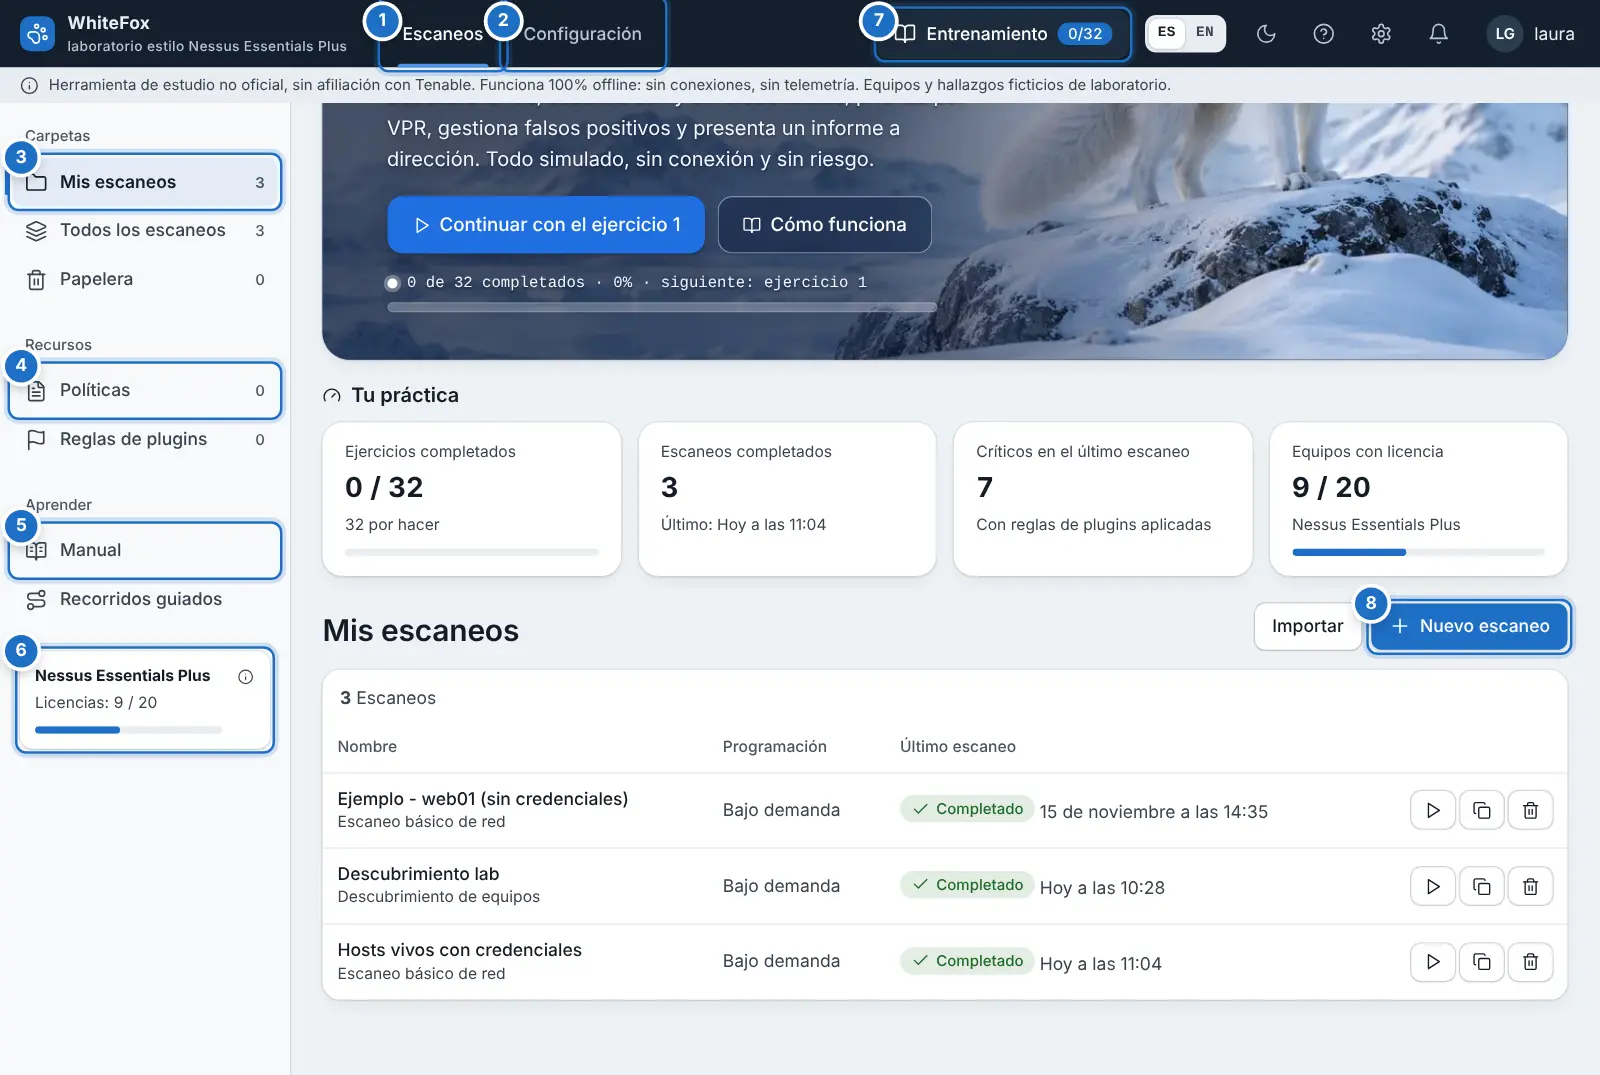 WhiteFox
laboratorio estilo Nessus Essentials Plus
1
Escaneos
2
Configuración
7
Entrenamiento
0/32
ES
EN
LG
laura
Herramienta de estudio no oficial, sin afiliación con Tenable. Funciona 100% offline: sin conexiones, sin telemetría. Equipos y hallazgos ficticios de laboratorio.
Carpetas
3
Mis escaneos
3
Todos los escaneos
3
Papelera
0
Recursos
4
Políticas
0
Reglas de plugins
0
Aprender
5
Manual
Recorridos guiados
6
Nessus Essentials Plus
Licencias: 9 / 20
VPR, gestiona falsos positivos y presenta un informe a
dirección. Todo simulado, sin conexión y sin riesgo.
Continuar con el ejercicio 1
Cómo funciona
0 de 32 completados · 0% · siguiente: ejercicio 1
Tu práctica
Ejercicios completados
0 / 32
32 por hacer
Escaneos completados
3
Último: Hoy a las 11:04
Críticos en el último escaneo
7
Con reglas de plugins aplicadas
Equipos con licencia
9 / 20
Nessus Essentials Plus
Mis escaneos
Importar
8
Nuevo escaneo
3 Escaneos
Nombre
Programación
Último escaneo
Ejemplo - web01 (sin credenciales)
Escaneo básico de red
Bajo demanda
Completado
15 de noviembre a las 14:35
Descubrimiento lab
Descubrimiento de equipos
Bajo demanda
Completado
Hoy a las 10:28
Hosts vivos con credenciales
Escaneo básico de red
Bajo demanda
Completado
Hoy a las 11:04